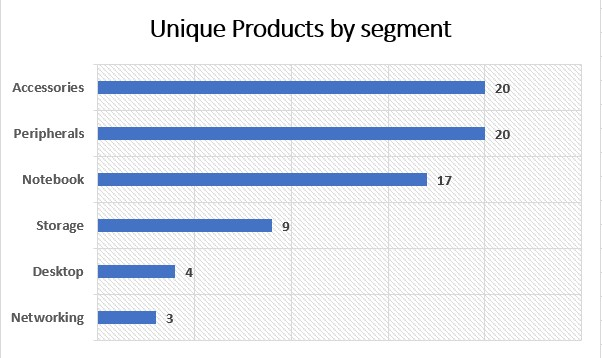 Unique Products by segment
Accessories 20
Peripherals 20
Notebook 17
Storage 9
Desktop 4
Networking 3